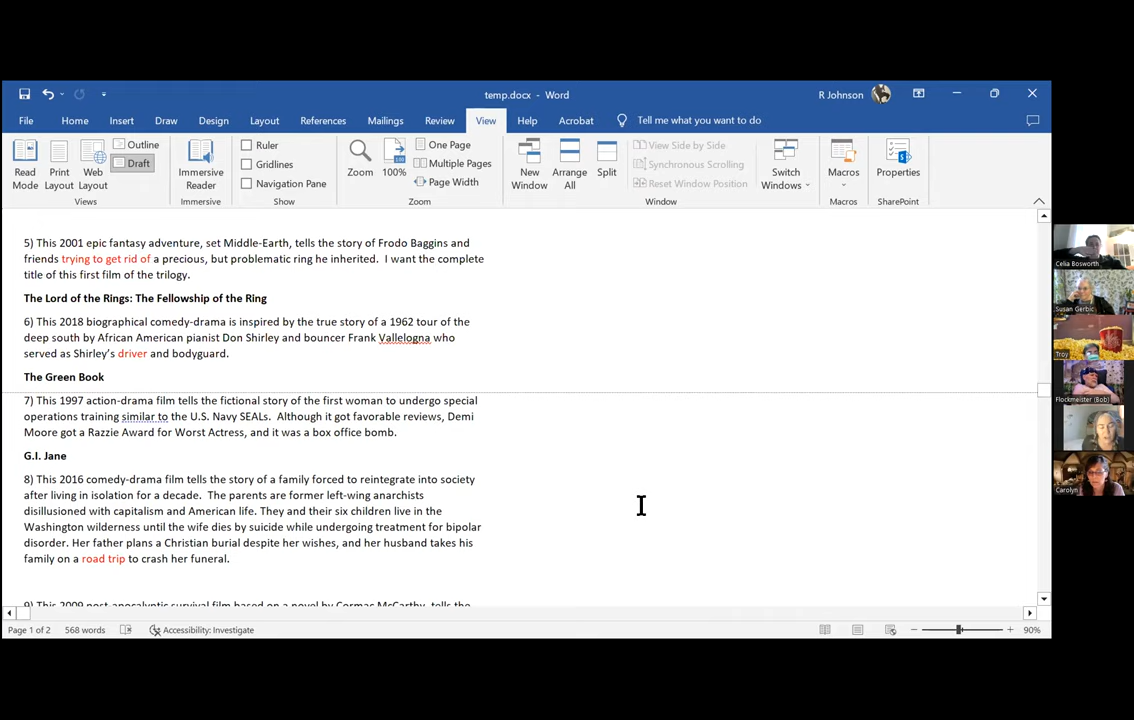 temp.docx - Word
R Johnson
File Home Insert Draw Design Layout References Mailings Review View Help Acrobat Tell me what you want to do
Read Mode
Print Layout
Web Layout
Outline
Draft
Views
Immersive Reader
Immersive
Ruler
Gridlines
Navigation Pane
Show
Zoom
100%
One Page
Multiple Pages
Page Width
Zoom
New Window
Arrange All
Split
View Side by Side
Synchronous Scrolling
Reset Window Position
Switch Windows
Window
Macros
Macros
Properties
SharePoint
5) This 2001 epic fantasy adventure, set Middle-Earth, tells the story of Frodo Baggins and
friends trying to get rid of a precious, but problematic ring he inherited. I want the complete
title of this first film of the trilogy.
The Lord of the Rings: The Fellowship of the Ring
6) This 2018 biographical comedy-drama is inspired by the true story of a 1962 tour of the
deep south by African American pianist Don Shirley and bouncer Frank Vallelogna who
served as Shirley's driver and bodyguard.
The Green Book
7) This 1997 action-drama film tells the fictional story of the first woman to undergo special
operations training similar to the U.S. Navy SEALs. Although it got favorable reviews, Demi
Moore got a Razzie Award for Worst Actress, and it was a box office bomb.
G.I. Jane
8) This 2016 comedy-drama film tells the story of a family forced to reintegrate into society
after living in isolation for a decade. The parents are former left-wing anarchists
disillusioned with capitalism and American life. They and their six children live in the
Washington wilderness until the wife dies by suicide while undergoing treatment for bipolar
disorder. Her father plans a Christian burial despite her wishes, and her husband takes his
family on a road trip to crash her funeral.
9) This 2009 post-apocalyptic survival film based on a novel by Cormac McCarthy, tells the
Page 1 of 2 568 words Accessibility: Investigate
90%
Celia Bosworth
Susan Gerbic
Troy
Flockmeister (Bob)
Carolyn